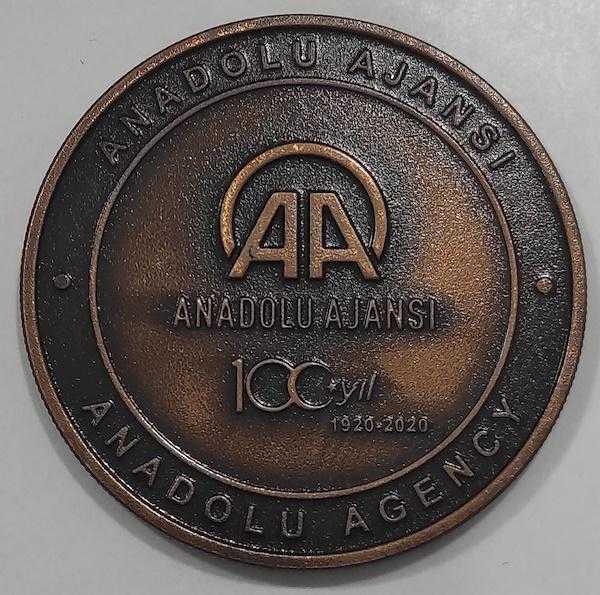 ANADOLU AJANSI
AA
ANADOLU AJANSI
100.yıl
1920-2020
ANADOLU AGENCY